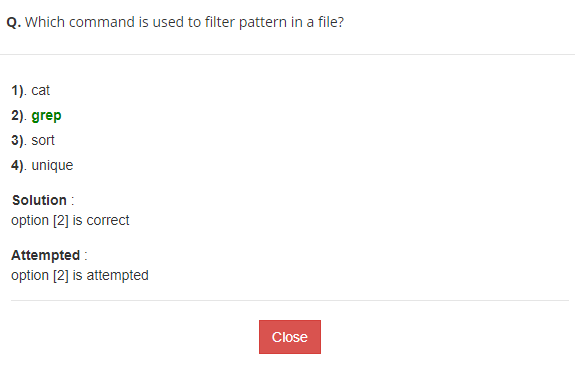 Q. Which command is used to filter pattern in a file?
1). cat
2). grep
3). sort
4). unique
Solution :
option [2] is correct
Attempted :
option [2] is attempted
Close